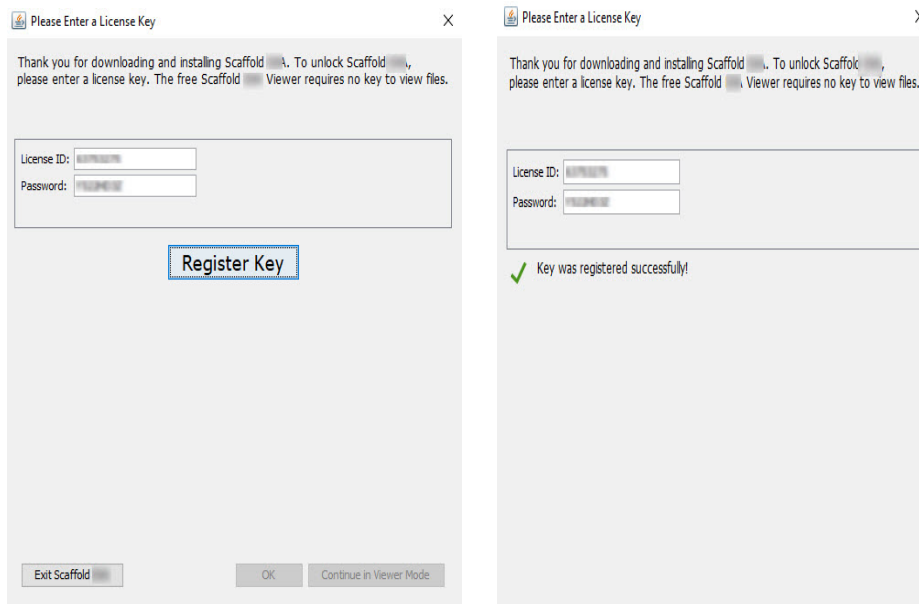 Please Enter a License Key
Thank you for downloading and installing Scaffold A. To unlock Scaffold ,
please enter a license key. The free Scaffold Viewer requires no key to view files.
License ID:
Password:
Register Key
Exit Scaffold
OK
Continue in Viewer Mode
Please Enter a License Key
Thank you for downloading and installing Scaffold . To unlock Scaffold ,
please enter a license key. The free Scaffold Viewer requires no key to view files.
License ID:
Password:
Key was registered successfully!